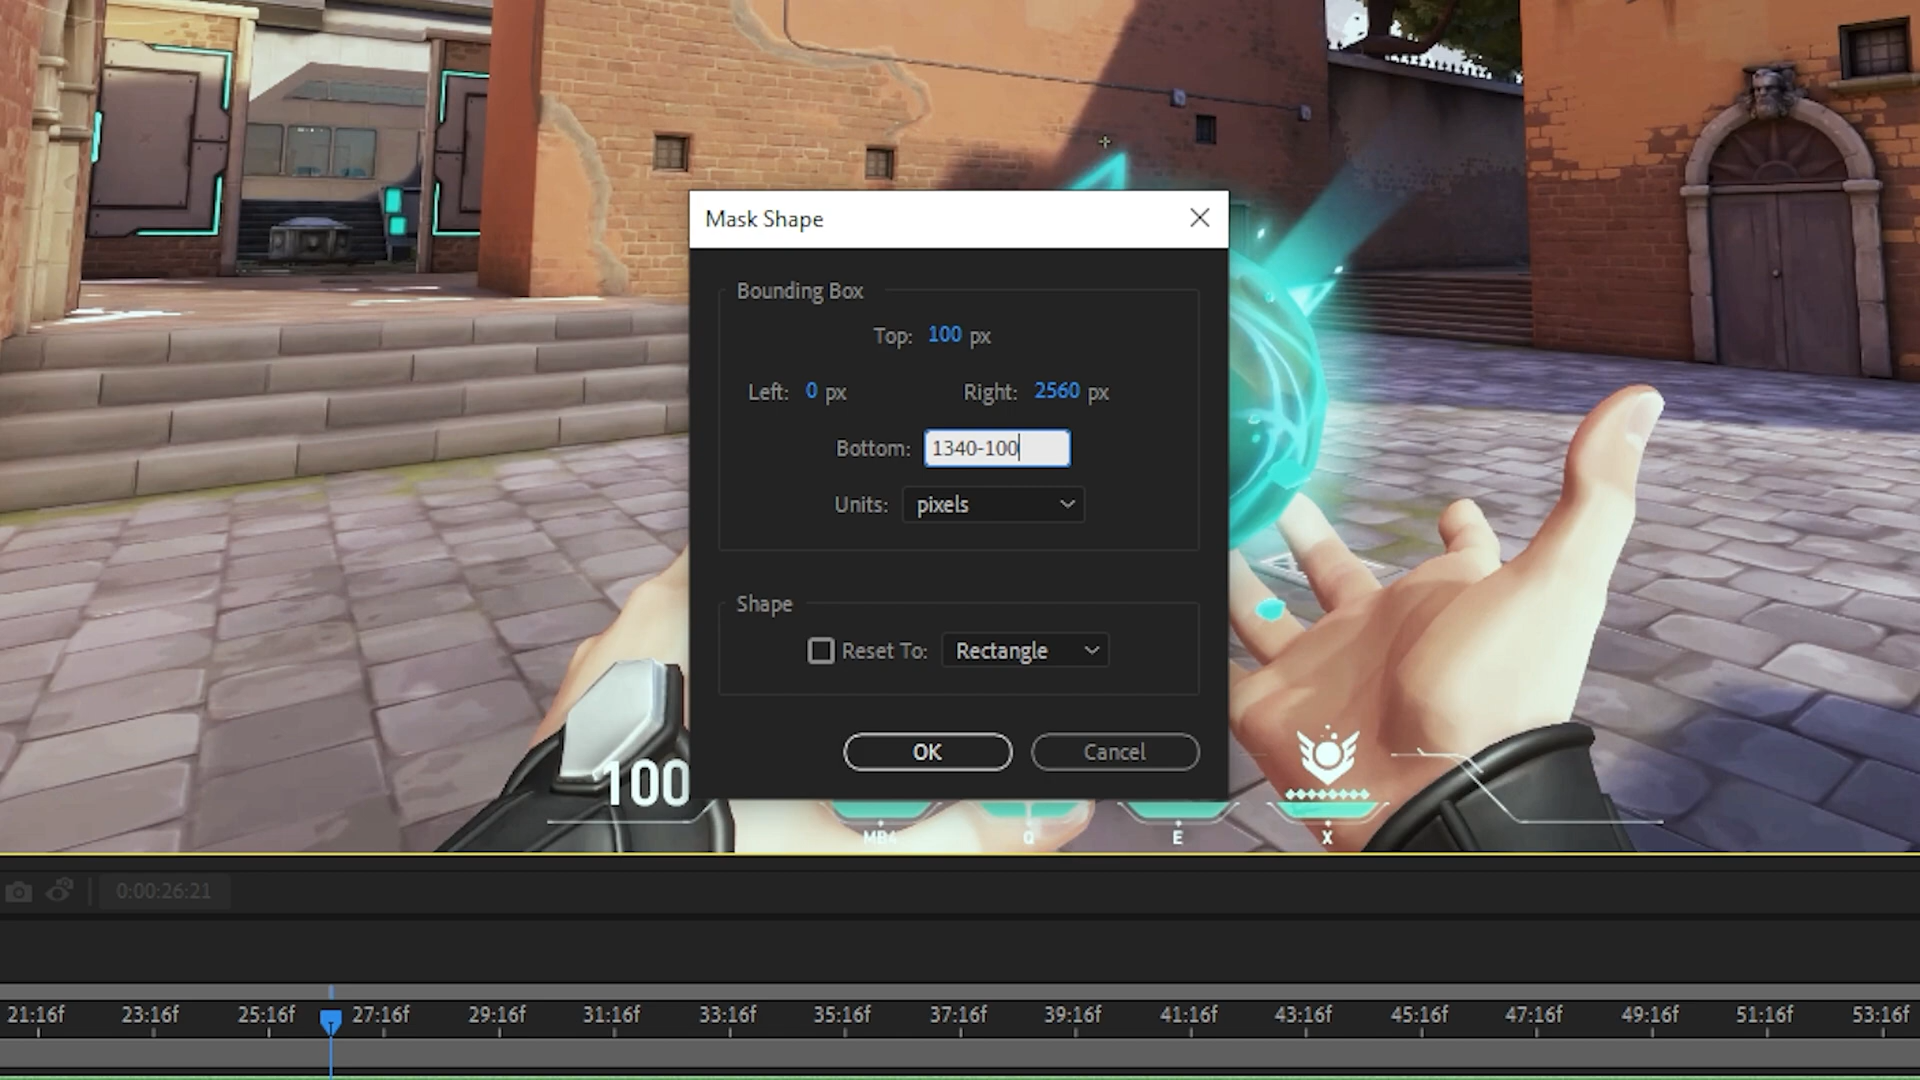 Mask Shape
Bounding Box
Top: 100 px
Left: 0 px Right: 2560 px
Bottom: 1340-100
Units: pixels
Shape
Reset To: Rectangle
OK Cancel
100
MB4 Q E X
0:00:26:21
21:16f 23:16f 25:16f 27:16f 29:16f 31:16f 33:16f 35:16f 37:16f 39:16f 41:16f 43:16f 45:16f 47:16f 49:16f 51:16f 53:16f